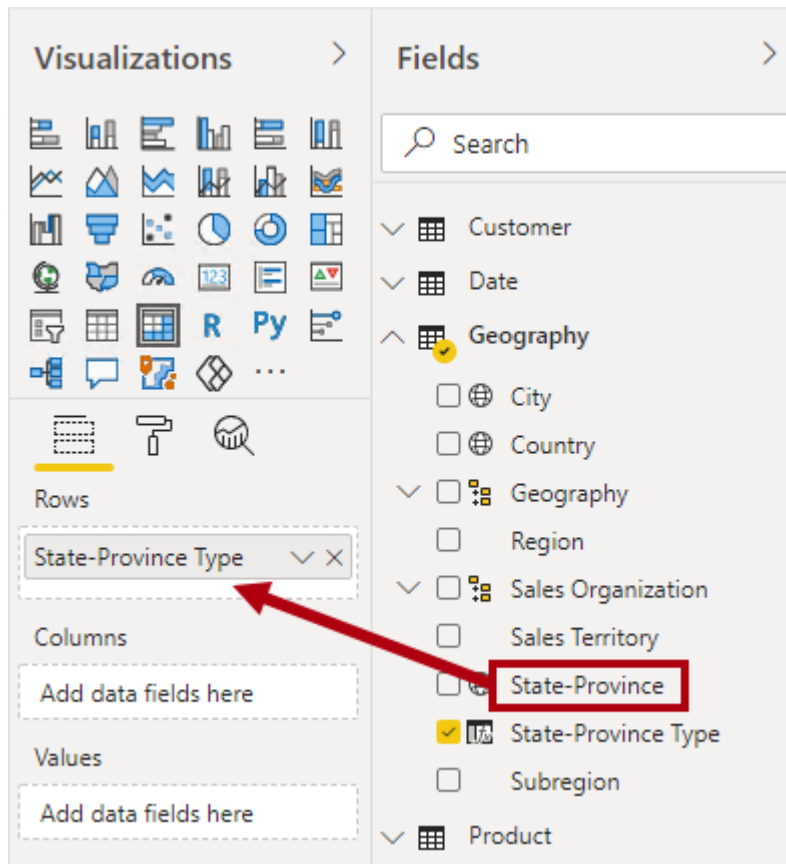 Visualizations
123
R
Py
Rows
State-Province Type
Columns
Add data fields here
Values
Add data fields here
Fields
Search
Customer
Date
Geography
City
Country
Geography
Region
Sales Organization
Sales Territory
State-Province
State-Province Type
Subregion
Product